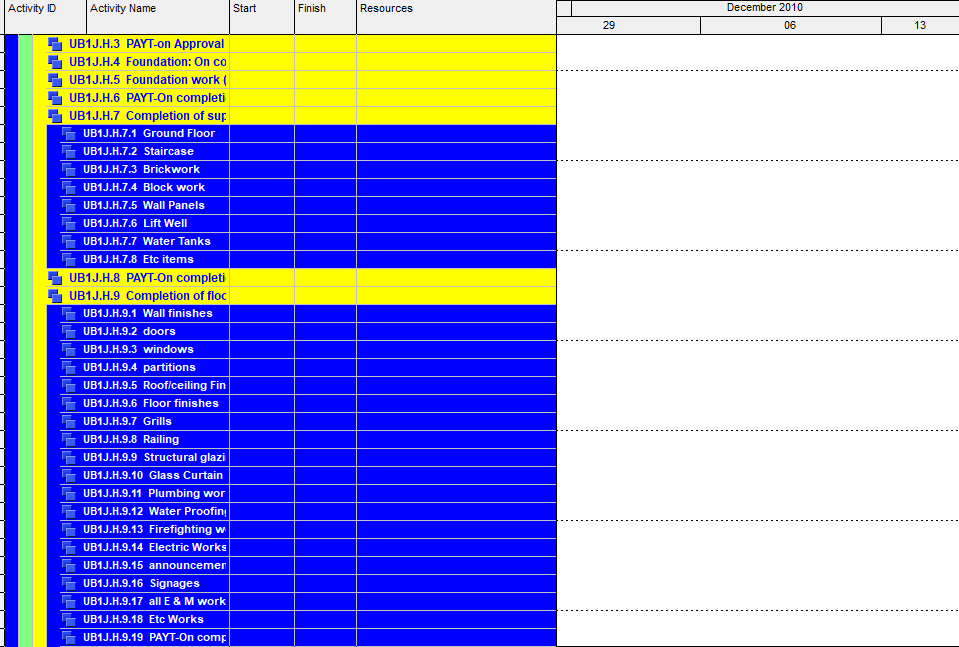 Activity ID Activity Name Start Finish Resources December 2010
29 06 13
UB1J.H.3 PAYT-on Approval
UB1J.H.4 Foundation: On co
UB1J.H.5 Foundation work (
UB1J.H.6 PAYT-On completi
UB1J.H.7 Completion of sup
UB1J.H.7.1 Ground Floor
UB1J.H.7.2 Staircase
UB1J.H.7.3 Brickwork
UB1J.H.7.4 Block work
UB1J.H.7.5 Wall Panels
UB1J.H.7.6 Lift Well
UB1J.H.7.7 Water Tanks
UB1J.H.7.8 Etc items
UB1J.H.8 PAYT-On completi
UB1J.H.9 Completion of floo
UB1J.H.9.1 Wall finishes
UB1J.H.9.2 doors
UB1J.H.9.3 windows
UB1J.H.9.4 partitions
UB1J.H.9.5 Roof/ceiling Fin
UB1J.H.9.6 Floor finishes
UB1J.H.9.7 Grills
UB1J.H.9.8 Railing
UB1J.H.9.9 Structural glazi
UB1J.H.9.10 Glass Curtain
UB1J.H.9.11 Plumbing wor
UB1J.H.9.12 Water Proofing
UB1J.H.9.13 Firefighting w
UB1J.H.9.14 Electric Works
UB1J.H.9.15 announcemen
UB1J.H.9.16 Signages
UB1J.H.9.17 all E & M work
UB1J.H.9.18 Etc Works
UB1J.H.9.19 PAYT-On comp